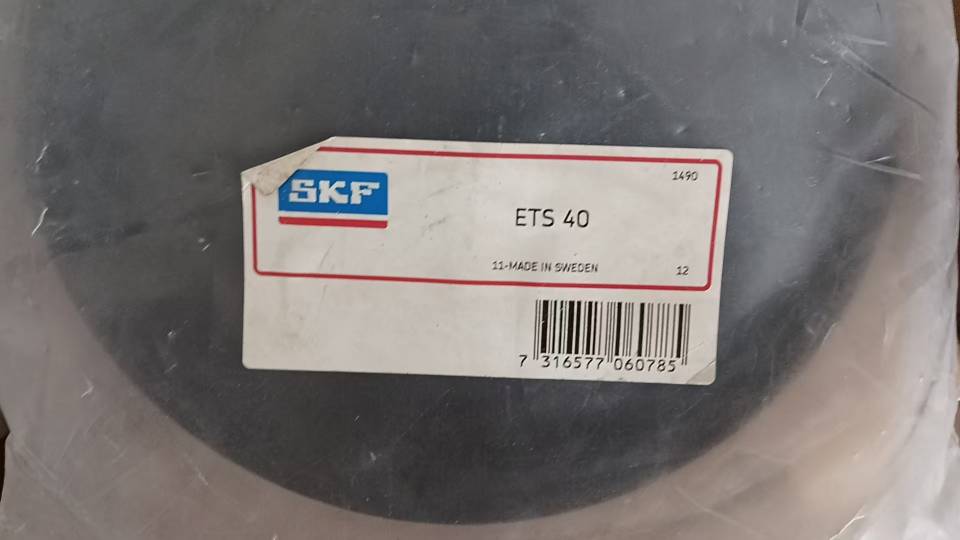 1490
SKF
ETS 40
11-MADE IN SWEDEN
12
7 316577 060785